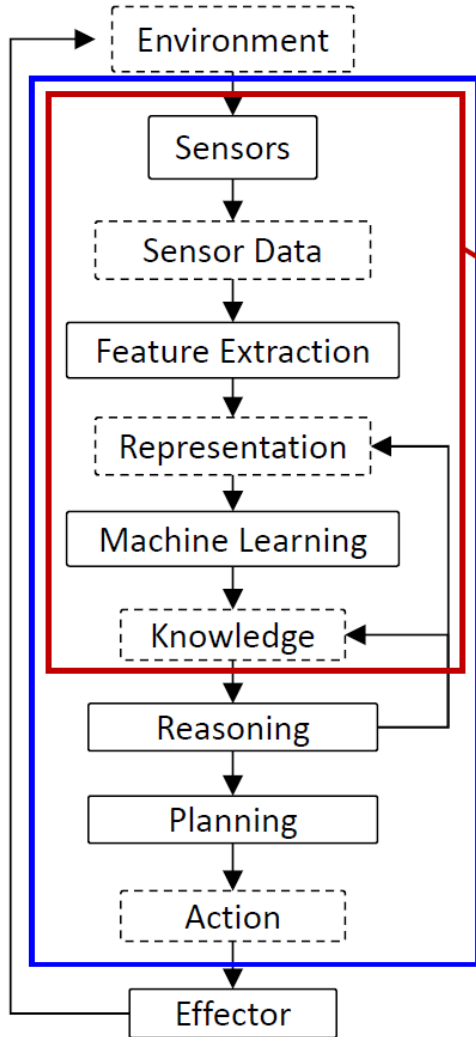 Environment
Sensors
Sensor Data
Feature Extraction
Representation
Machine Learning
Knowledge
Reasoning
Planning
Action
Effector